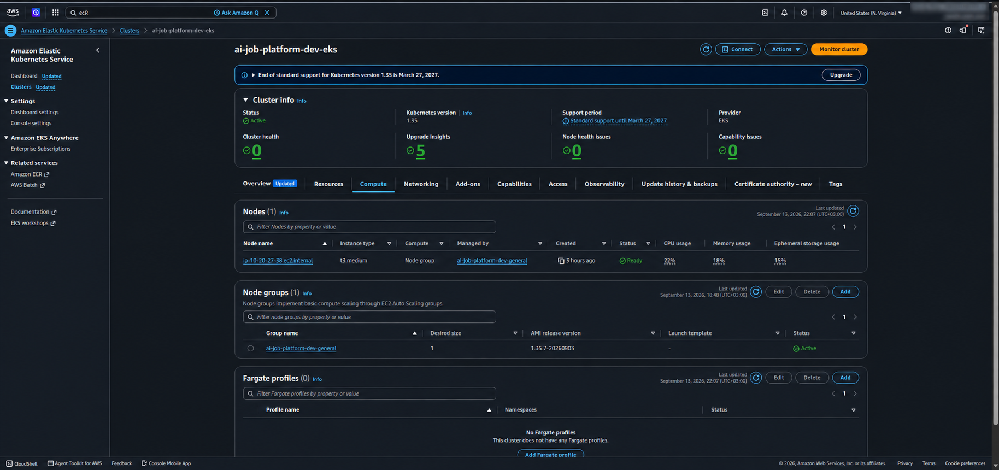 aws
ecR
Ask Amazon Q
United States (N. Virginia)
Amazon Elastic Kubernetes Service
Clusters
ai-job-platform-dev-eks
Amazon Elastic
Kubernetes Service
Dashboard Updated
Clusters Updated
Settings
Dashboard settings
Console settings
Amazon EKS Anywhere
Enterprise Subscriptions
Related services
Amazon ECR
AWS Batch
Documentation
EKS workshops
ai-job-platform-dev-eks
Connect
Actions
Monitor cluster
End of standard support for Kubernetes version 1.35 is March 27, 2027.
Upgrade
Cluster info Info
Status
Active
Kubernetes version Info
1.35
Support period
Standard support until March 27, 2027
Provider
EKS
Cluster health
0
Upgrade insights
5
Node health issues
0
Capability issues
0
Overview Updated
Resources
Compute
Networking
Add-ons
Capabilities
Access
Observability
Update history & backups
Certificate authority – new
Tags
Nodes (1) Info
Last updated
September 13, 2026, 22:07 (UTC+03:00)
Filter Nodes by property or value
1
Node name Instance type Compute Managed by Created Status CPU usage Memory usage Ephemeral storage usage
ip-10-20-27-38.ec2.internal t3.medium Node group ai-job-platform-dev-general 3 hours ago Ready 22% 18% 15%
Node groups (1) Info
Last updated
September 13, 2026, 18:48 (UTC+03:00)
Edit
Delete
Add
Node groups implement basic compute scaling through EC2 Auto Scaling groups.
Filter node groups by property or value
1
Group name Desired size AMI release version Launch template Status
ai-job-platform-dev-general 1 1.35.7-20260903 - Active
Fargate profiles (0) Info
Last updated
September 13, 2026, 22:07 (UTC+03:00)
Edit
Delete
Add
Filter Fargate profiles by property or value
1
Profile name Namespaces Status
No Fargate profiles
This cluster does not have any Fargate profiles.
Add Fargate profile
CloudShell
Agent Toolkit for AWS
Feedback
Console Mobile App
© 2026, Amazon Web Services, Inc. or its affiliates.
Privacy
Terms
Cookie preferences